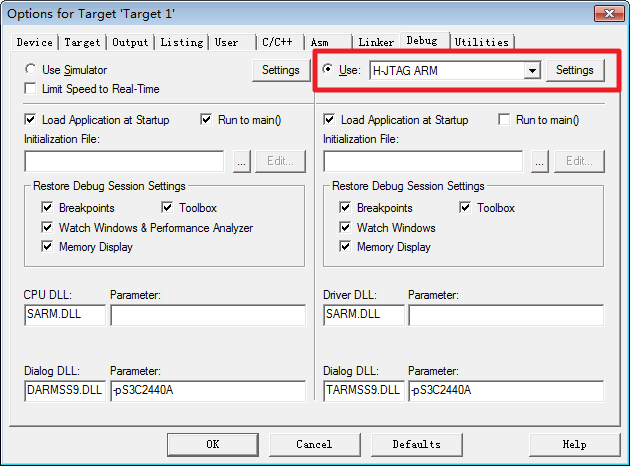 Options for Target 'Target 1'
Device Target Output Listing User C/C++ Asm Linker Debug Utilities
Use Simulator Settings
Limit Speed to Real-Time
Use: H-JTAG ARM Settings
Load Application at Startup Run to main()
Initialization File:
... Edit...
Restore Debug Session Settings
Breakpoints Toolbox
Watch Windows & Performance Analyzer
Memory Display
Load Application at Startup Run to main()
Initialization File:
... Edit...
Restore Debug Session Settings
Breakpoints Toolbox
Watch Windows
Memory Display
CPU DLL: Parameter:
SARM.DLL
Dialog DLL: Parameter:
DARMSS9.DLL -pS3C2440A
Driver DLL: Parameter:
SARM.DLL
Dialog DLL: Parameter:
TARMSS9.DLL -pS3C2440A
OK Cancel Defaults Help